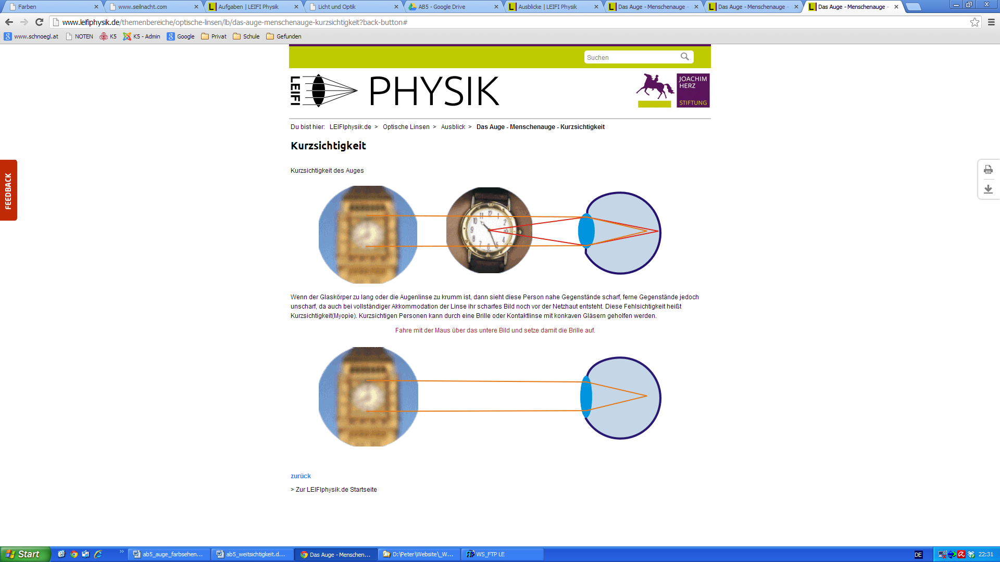 Farben
www.seilnacht.com
Aufgaben | LEIFI Physik
Licht und Optik
AB5 - Google Drive
Ausblicke | LEIFI Physik
Das Auge - Menschenauge -
Das Auge - Menschenauge -
Das Auge - Menschenauge -
www.leifiphysik.de/themenbereiche/optische-linsen/lb/das-auge-menschenauge-kurzsichtigkeit?back-button#
www.schnoegl.at NOTEN K5 K5 - Admin Google Privat Schule Gefunden
Suchen
LEIFI PHYSIK
JOACHIM
HERZ
STIFTUNG
Du bist hier: LEIFIphysik.de > Optische Linsen > Ausblick > Das Auge - Menschenauge - Kurzsichtigkeit
Kurzsichtigkeit
FEEDBACK
Kurzsichtigkeit des Auges
Wenn der Glaskörper zu lang oder die Augenlinse zu krumm ist, dann sieht diese Person nahe Gegenstände scharf, ferne Gegenstände jedoch
unscharf, da auch bei vollständiger Akkommodation der Linse ihr scharfes Bild noch vor der Netzhaut entsteht. Diese Fehlsichtigkeit heißt
Kurzsichtigkeit(Myopie). Kurzsichtigen Personen kann durch eine Brille oder Kontaktlinse mit konkaven Gläsern geholfen werden.
Fahre mit der Maus über das untere Bild und setze damit die Brille auf.
zurück
> Zur LEIFIphysik.de Startseite
Start
ab5_auge_farbsehen...
ab5_weitsichtigkeit.d...
Das Auge - Menschen...
D:\Peter\Website\_W...
WS_FTP LE
DE
22:31